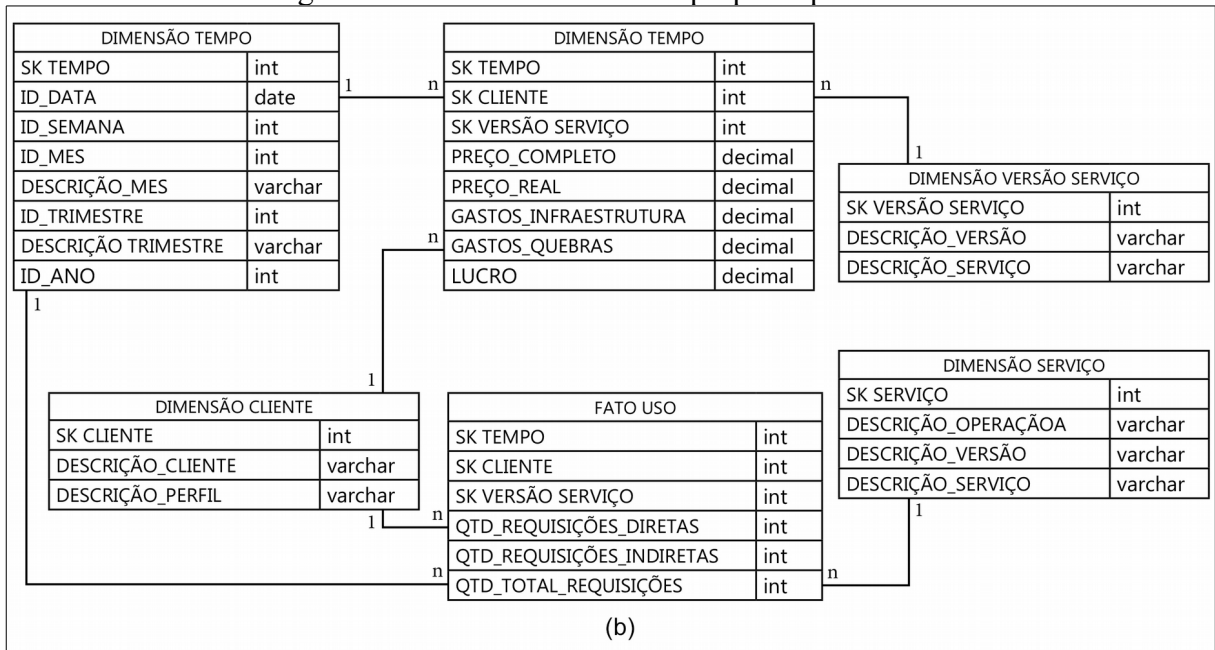 DIMENSÃO TEMPO
SK TEMPO int
ID_DATA date
ID_SEMANA int
ID_MES int
DESCRIÇÃO_MES varchar
ID_TRIMESTRE int
DESCRIÇÃO TRIMESTRE varchar
ID_ANO int
1
n
1
DIMENSÃO TEMPO
SK TEMPO int
SK CLIENTE int
SK VERSÃO SERVIÇO int
PREÇO_COMPLETO decimal
PREÇO_REAL decimal
GASTOS_INFRAESTRUTURA decimal
GASTOS_QUEBRAS decimal
LUCRO decimal
n
n
1
DIMENSÃO VERSÃO SERVIÇO
SK VERSÃO SERVIÇO int
DESCRIÇÃO_VERSÃO varchar
DESCRIÇÃO_SERVIÇO varchar
1
DIMENSÃO CLIENTE
SK CLIENTE int
DESCRIÇÃO_CLIENTE varchar
DESCRIÇÃO_PERFIL varchar
1
n
n
FATO USO
SK TEMPO int
SK CLIENTE int
SK VERSÃO SERVIÇO int
QTD_REQUISIÇÕES_DIRETAS int
QTD_REQUISIÇÕES_INDIRETAS int
QTD_TOTAL_REQUISIÇÕES int
n
DIMENSÃO SERVIÇO
SK SERVIÇO int
DESCRIÇÃO_OPERAÇÃOA varchar
DESCRIÇÃO_VERSÃO varchar
DESCRIÇÃO_SERVIÇO varchar
1
(b)